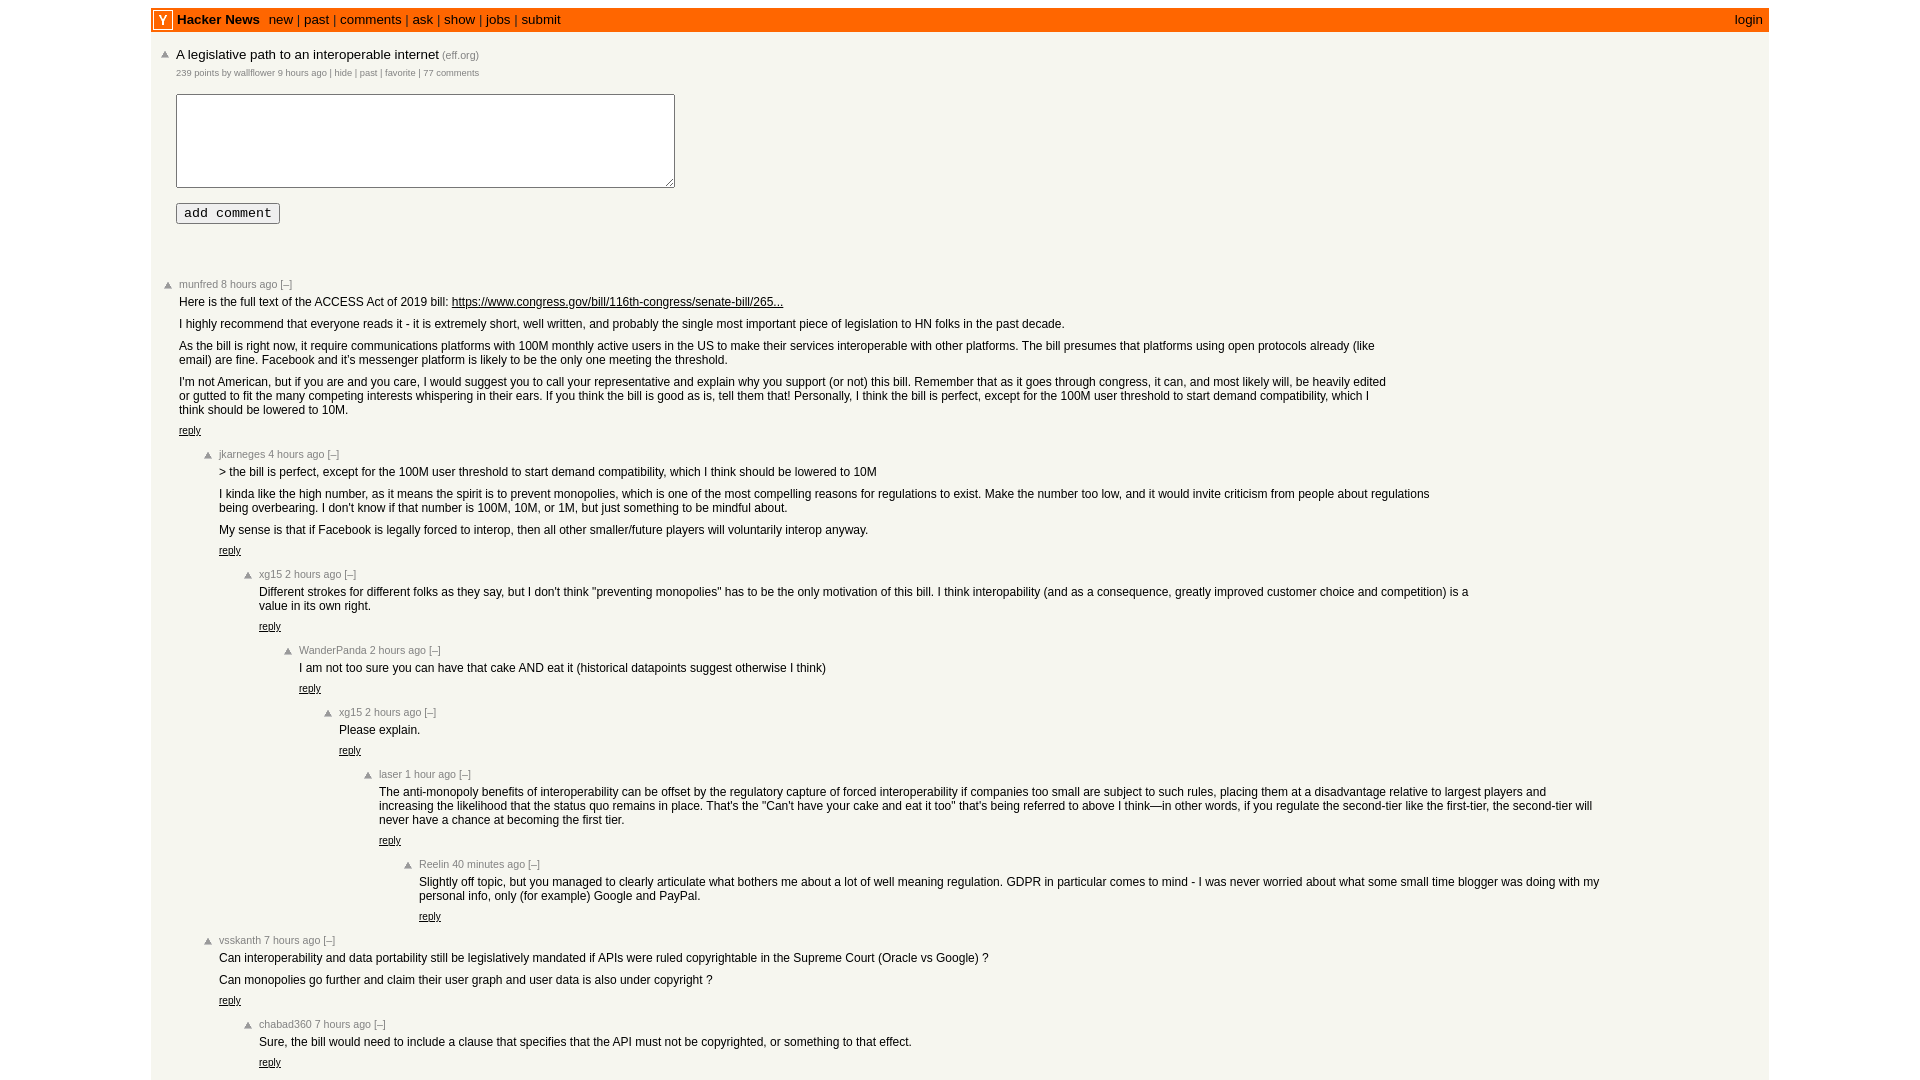 Y Hacker News new | past | comments | ask | show | jobs | submit login
A legislative path to an interoperable internet (eff.org)
239 points by wallflower 9 hours ago | hide | past | favorite | 77 comments
add comment
munfred 8 hours ago [–]
Here is the full text of the ACCESS Act of 2019 bill: https://www.congress.gov/bill/116th-congress/senate-bill/265...
I highly recommend that everyone reads it - it is extremely short, well written, and probably the single most important piece of legislation to HN folks in the past decade.
As the bill is right now, it require communications platforms with 100M monthly active users in the US to make their services interoperable with other platforms. The bill presumes that platforms using open protocols already (like
email) are fine. Facebook and it's messenger platform is likely to be the only one meeting the threshold.
I'm not American, but if you are and you care, I would suggest you to call your representative and explain why you support (or not) this bill. Remember that as it goes through congress, it can, and most likely will, be heavily edited
or gutted to fit the many competing interests whispering in their ears. If you think the bill is good as is, tell them that! Personally, I think the bill is perfect, except for the 100M user threshold to start demand compatibility, which I
think should be lowered to 10M.
reply
jkarneges 4 hours ago [–]
> the bill is perfect, except for the 100M user threshold to start demand compatibility, which I think should be lowered to 10M
I kinda like the high number, as it means the spirit is to prevent monopolies, which is one of the most compelling reasons for regulations to exist. Make the number too low, and it would invite criticism from people about regulations
being overbearing. I don't know if that number is 100M, 10M, or 1M, but just something to be mindful about.
My sense is that if Facebook is legally forced to interop, then all other smaller/future players will voluntarily interop anyway.
reply
xg15 2 hours ago [–]
Different strokes for different folks as they say, but I don't think "preventing monopolies" has to be the only motivation of this bill. I think interopability (and as a consequence, greatly improved customer choice and competition) is a
value in its own right.
reply
WanderPanda 2 hours ago [–]
I am not too sure you can have that cake AND eat it (historical datapoints suggest otherwise I think)
reply
xg15 2 hours ago [–]
Please explain.
reply
laser 1 hour ago [–]
The anti-monopoly benefits of interoperability can be offset by the regulatory capture of forced interoperability if companies too small are subject to such rules, placing them at a disadvantage relative to largest players and
increasing the likelihood that the status quo remains in place. That's the "Can't have your cake and eat it too" that's being referred to above I think—in other words, if you regulate the second-tier like the first-tier, the second-tier will
never have a chance at becoming the first tier.
reply
Reelin 40 minutes ago [–]
Slightly off topic, but you managed to clearly articulate what bothers me about a lot of well meaning regulation. GDPR in particular comes to mind - I was never worried about what some small time blogger was doing with my
personal info, only (for example) Google and PayPal.
reply
vsskanth 7 hours ago [–]
Can interoperability and data portability still be legislatively mandated if APIs were ruled copyrightable in the Supreme Court (Oracle vs Google) ?
Can monopolies go further and claim their user graph and user data is also under copyright ?
reply
chabad360 7 hours ago [–]
Sure, the bill would need to include a clause that specifies that the API must not be copyrighted, or something to that effect.
reply